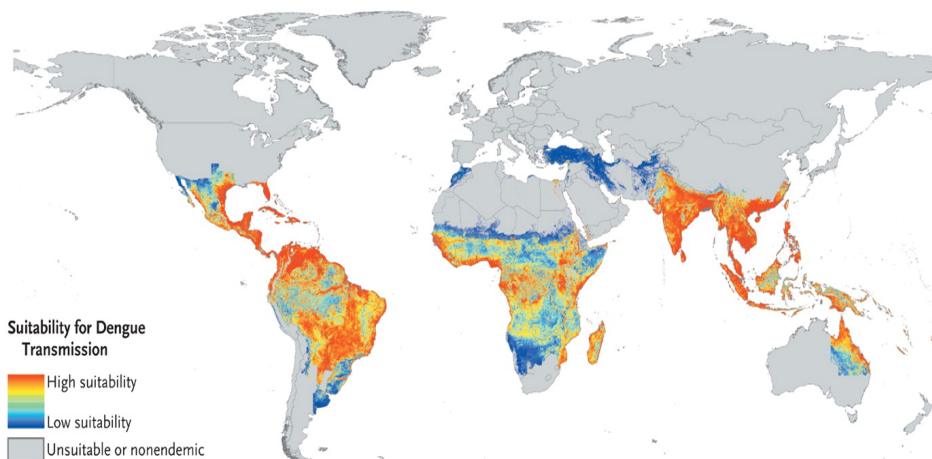 Suitability for Dengue
Transmission
High suitability
Low suitability
Unsuitable or nonendemic